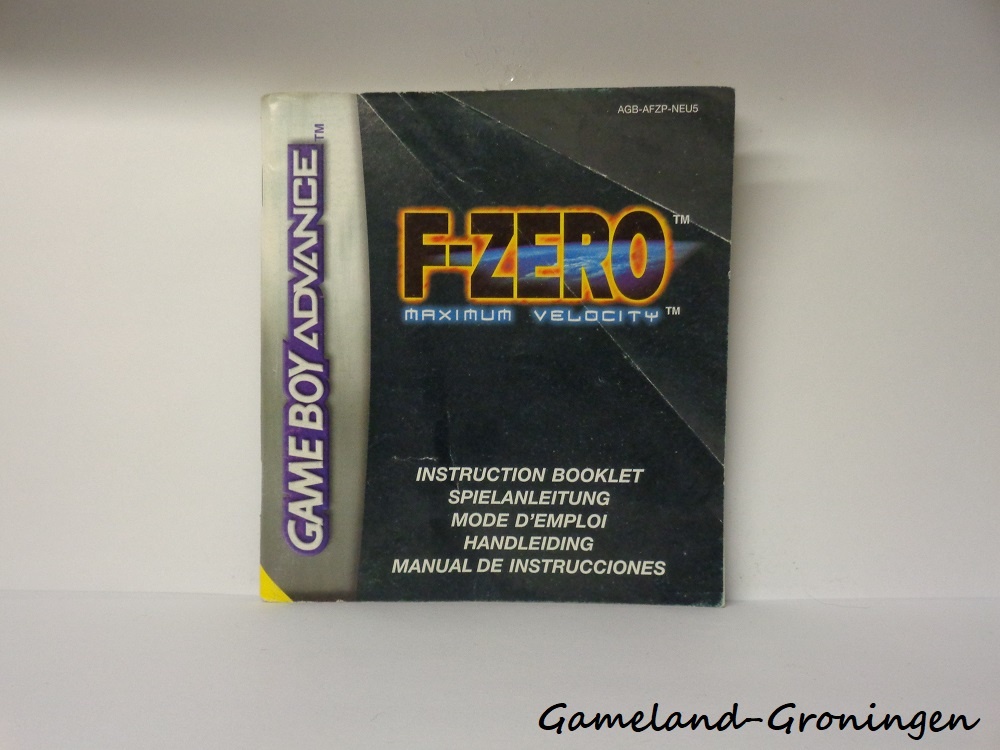 AGB-AFZP-NEU5
GAME BOY ADVANCE™
F-ZERO™
MAXIMUM VELOCITY™
INSTRUCTION BOOKLET
SPIELANLEITUNG
MODE D'EMPLOI
HANDLEIDING
MANUAL DE INSTRUCCIONES
Gameland-Groningen